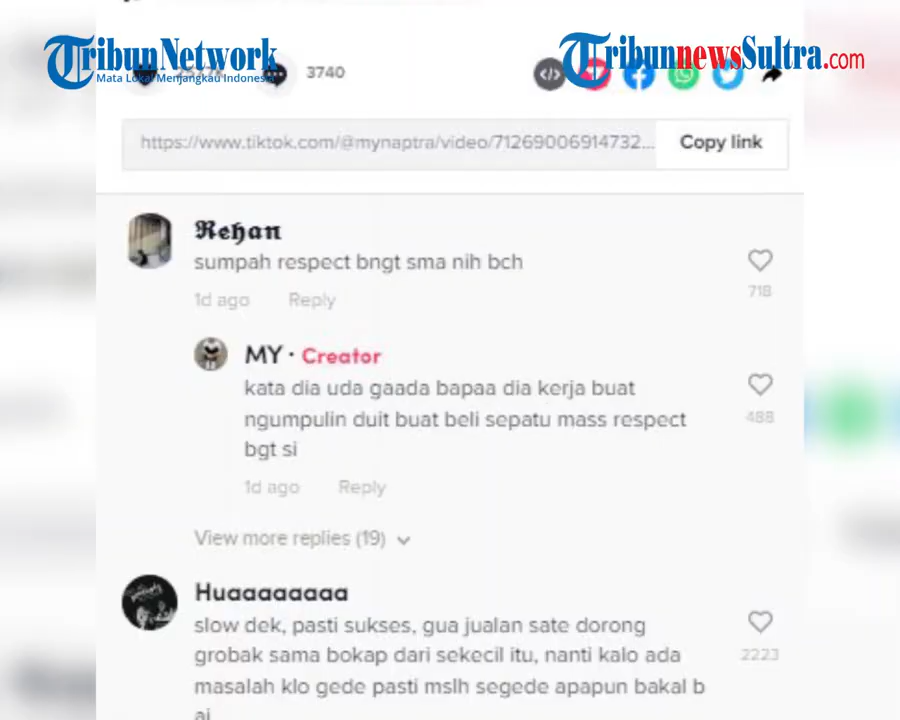 TribunNetwork
Mata Lokal Menjangkau Indonesia
3740
TribunnewsSultra.com
https://www.tiktok.com/@mynaptra/video/71269006914732...
Copy link
Rehan
sumpah respect bngt sma nih bch
718
1d ago Reply
MY · Creator
kata dia uda gaada bapaa dia kerja buat
ngumpulin duit buat beli sepatu mass respect
bgt si
488
1d ago Reply
View more replies (19)
Huaaaaaaaa
slow dek, pasti sukses, gua jualan sate dorong
grobak sama bokap dari sekecil itu, nanti kalo ada
2223
masalah klo gede pasti mslh segede apapun bakal b